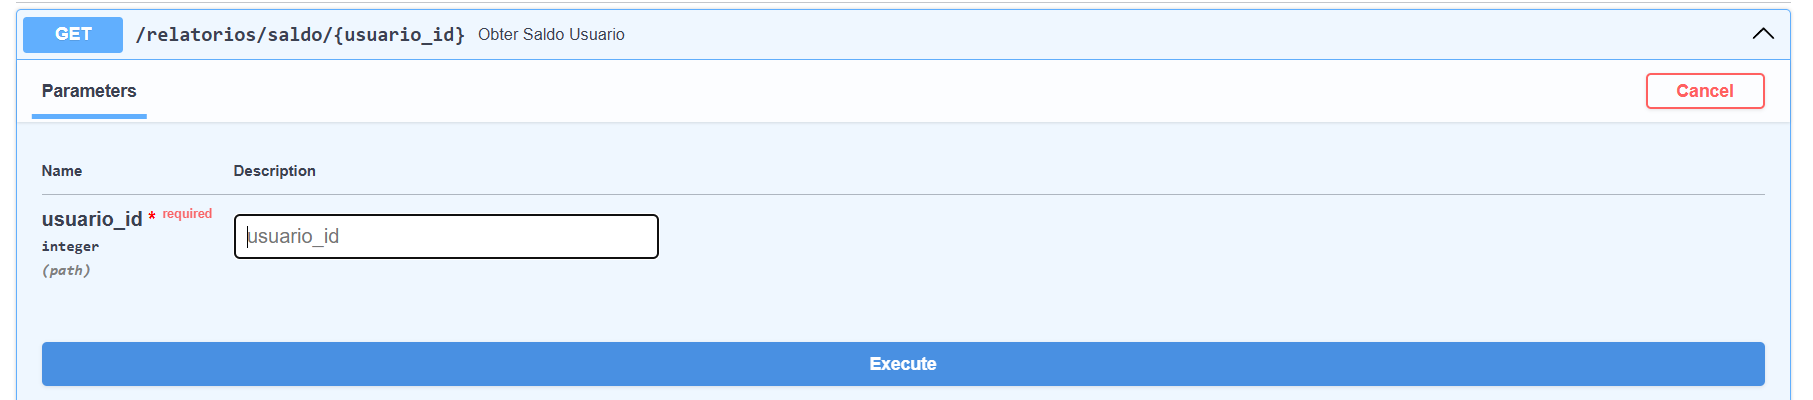 GET /relatorios/saldo/{usuario_id} Obter Saldo Usuario
Parameters Cancel
Name Description
usuario_id * required
usuario_id
integer
(path)
Execute